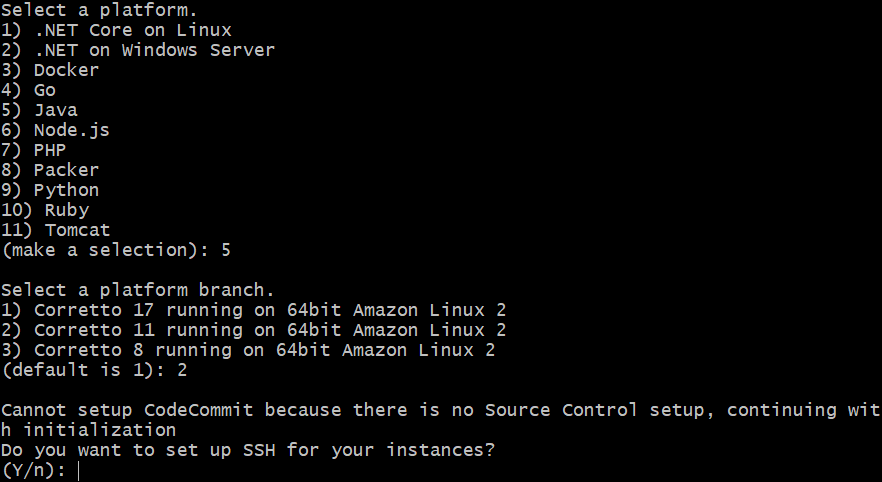 Select a platform.
1) .NET Core on Linux
2) .NET on Windows Server
3) Docker
4) Go
5) Java
6) Node.js
7) PHP
8) Packer
9) Python
10) Ruby
11) Tomcat
(make a selection): 5

Select a platform branch.
1) Corretto 17 running on 64bit Amazon Linux 2
2) Corretto 11 running on 64bit Amazon Linux 2
3) Corretto 8 running on 64bit Amazon Linux 2
(default is 1): 2

Cannot setup CodeCommit because there is no Source Control setup, continuing wit
h initialization
Do you want to set up SSH for your instances?
(Y/n):